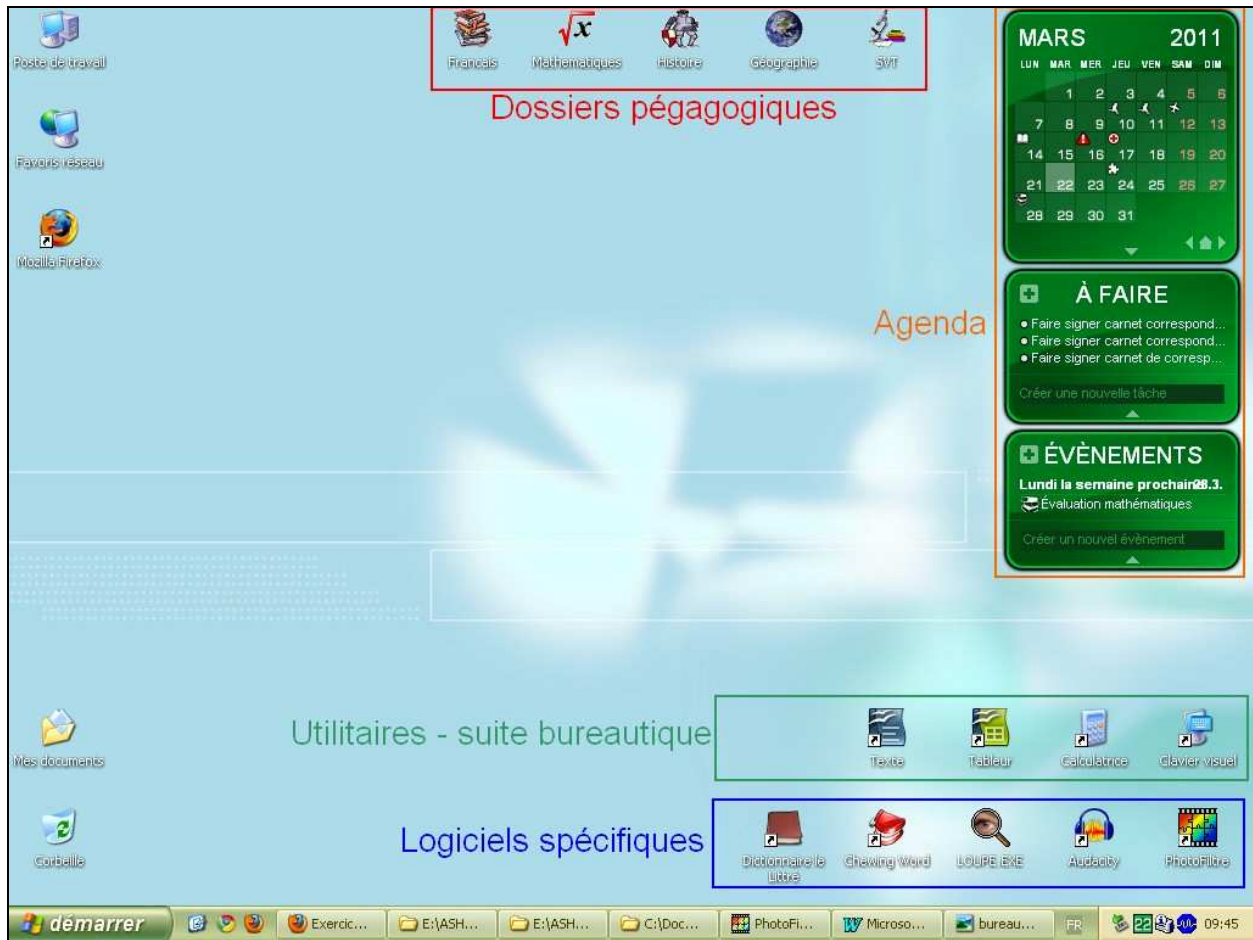 Poste de travail
Favoris réseau
Mozilla Firefox
Mes documents
Corbeille
Francais
Mathematiques
Histoire
Géographie
SVT
Dossiers pégagogiques
MARS 2011
LUN MAR MER JEU VEN SAM DIM
1 2 3 4 5 6
7 8 9 10 11 12 13
14 15 16 17 18 19 20
21 22 23 24 25 26 27
28 29 30 31
Agenda
À FAIRE
Faire signer carnet correspond...
Faire signer carnet correspond...
Faire signer carnet de corresp...
Créer une nouvelle tâche
ÉVÈNEMENTS
Lundi la semaine prochaine
Évaluation mathématiques
Créer un nouvel évènement
Utilitaires - suite bureautique
Texte
Tableur
Calculatrice
Clavier visuel
Logiciels spécifiques
Dictionnaire le
Littré
Chewing Word
LOUPE EXE
Audacity
PhotoFiltre
démarrer
Exercic...
E:\ASH...
E:\ASH...
C:\Doc...
PhotoFi...
Microso...
bureau...
FR
22
09:45